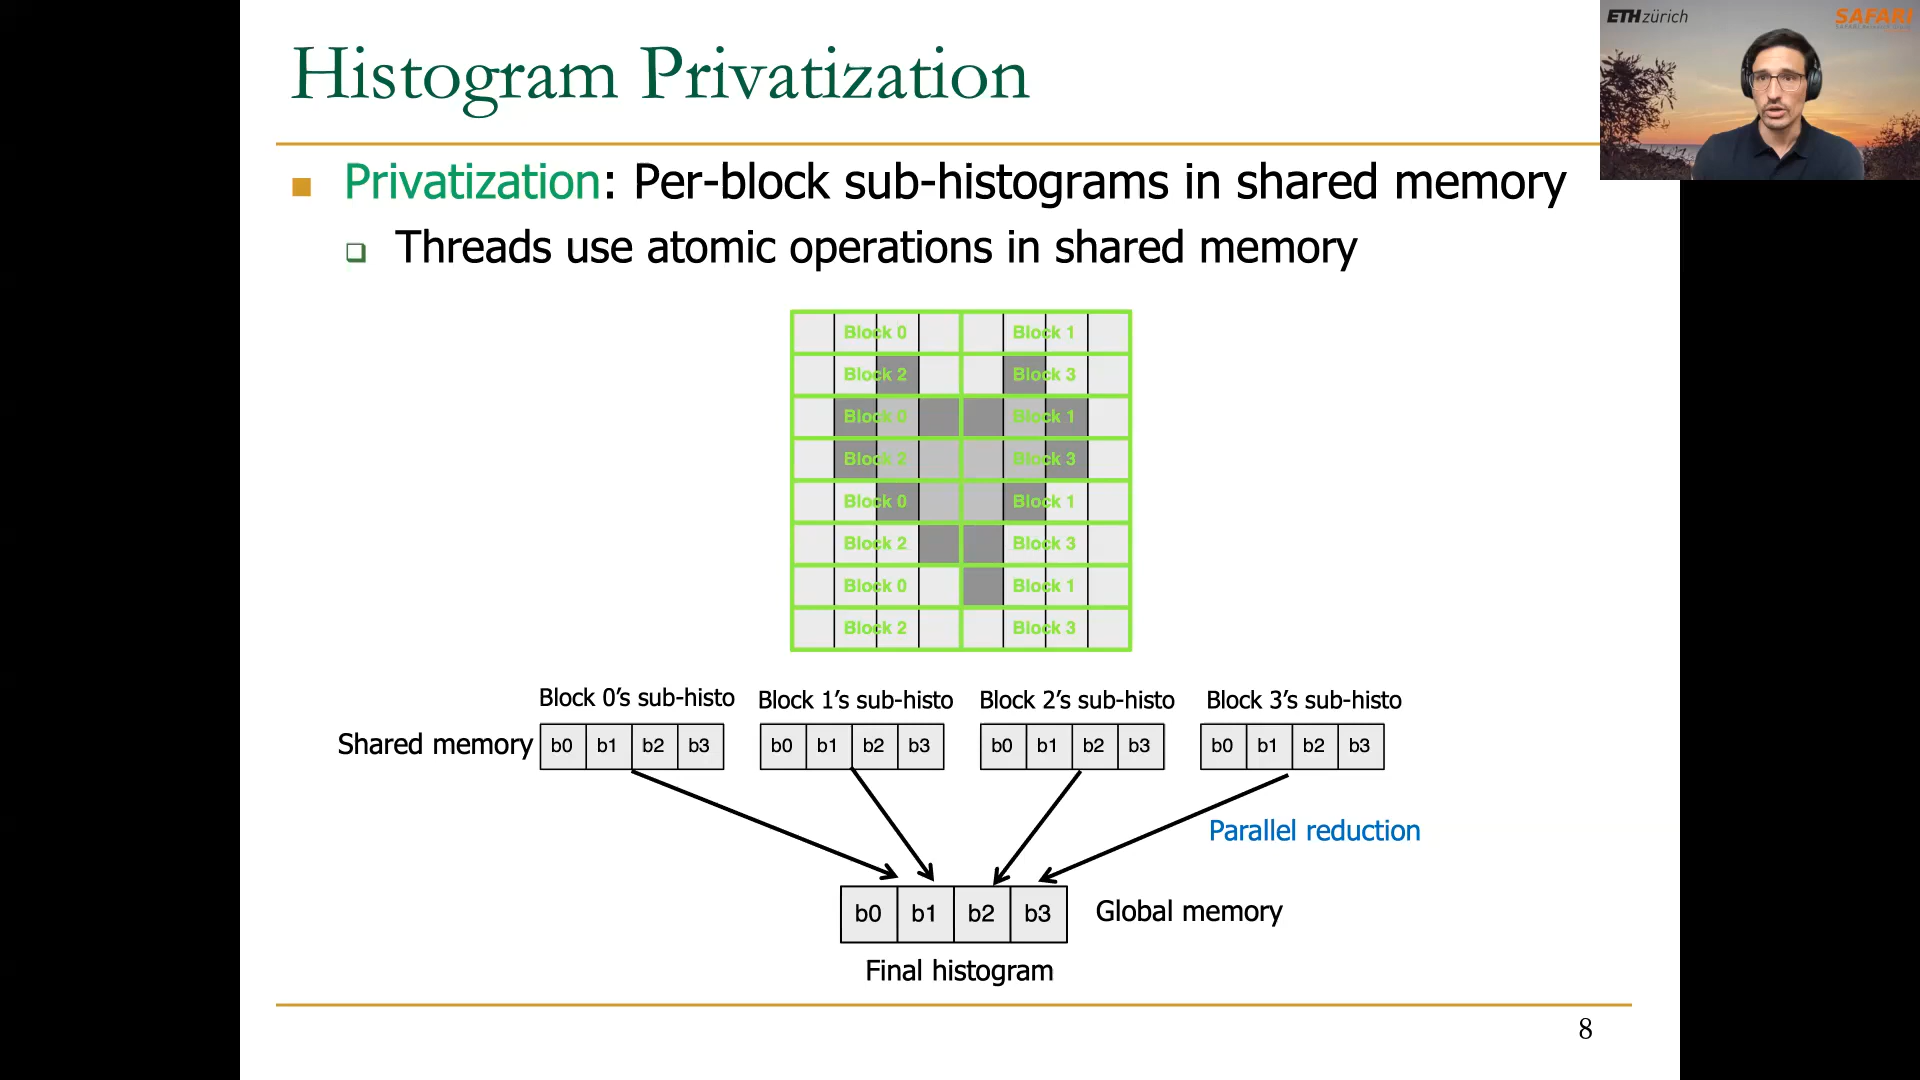 Histogram Privatization
ETH zürich
SAFARI
Privatization: Per-block sub-histograms in shared memory
Threads use atomic operations in shared memory
Block 0 Block 1
Block 2 Block 3
Block 0 Block 1
Block 2 Block 3
Block 0 Block 1
Block 2 Block 3
Block 0 Block 1
Block 2 Block 3
Block 0’s sub-histo Block 1’s sub-histo Block 2’s sub-histo Block 3’s sub-histo
Shared memory b0 b1 b2 b3 b0 b1 b2 b3 b0 b1 b2 b3 b0 b1 b2 b3
Parallel reduction
b0 b1 b2 b3 Global memory
Final histogram
8